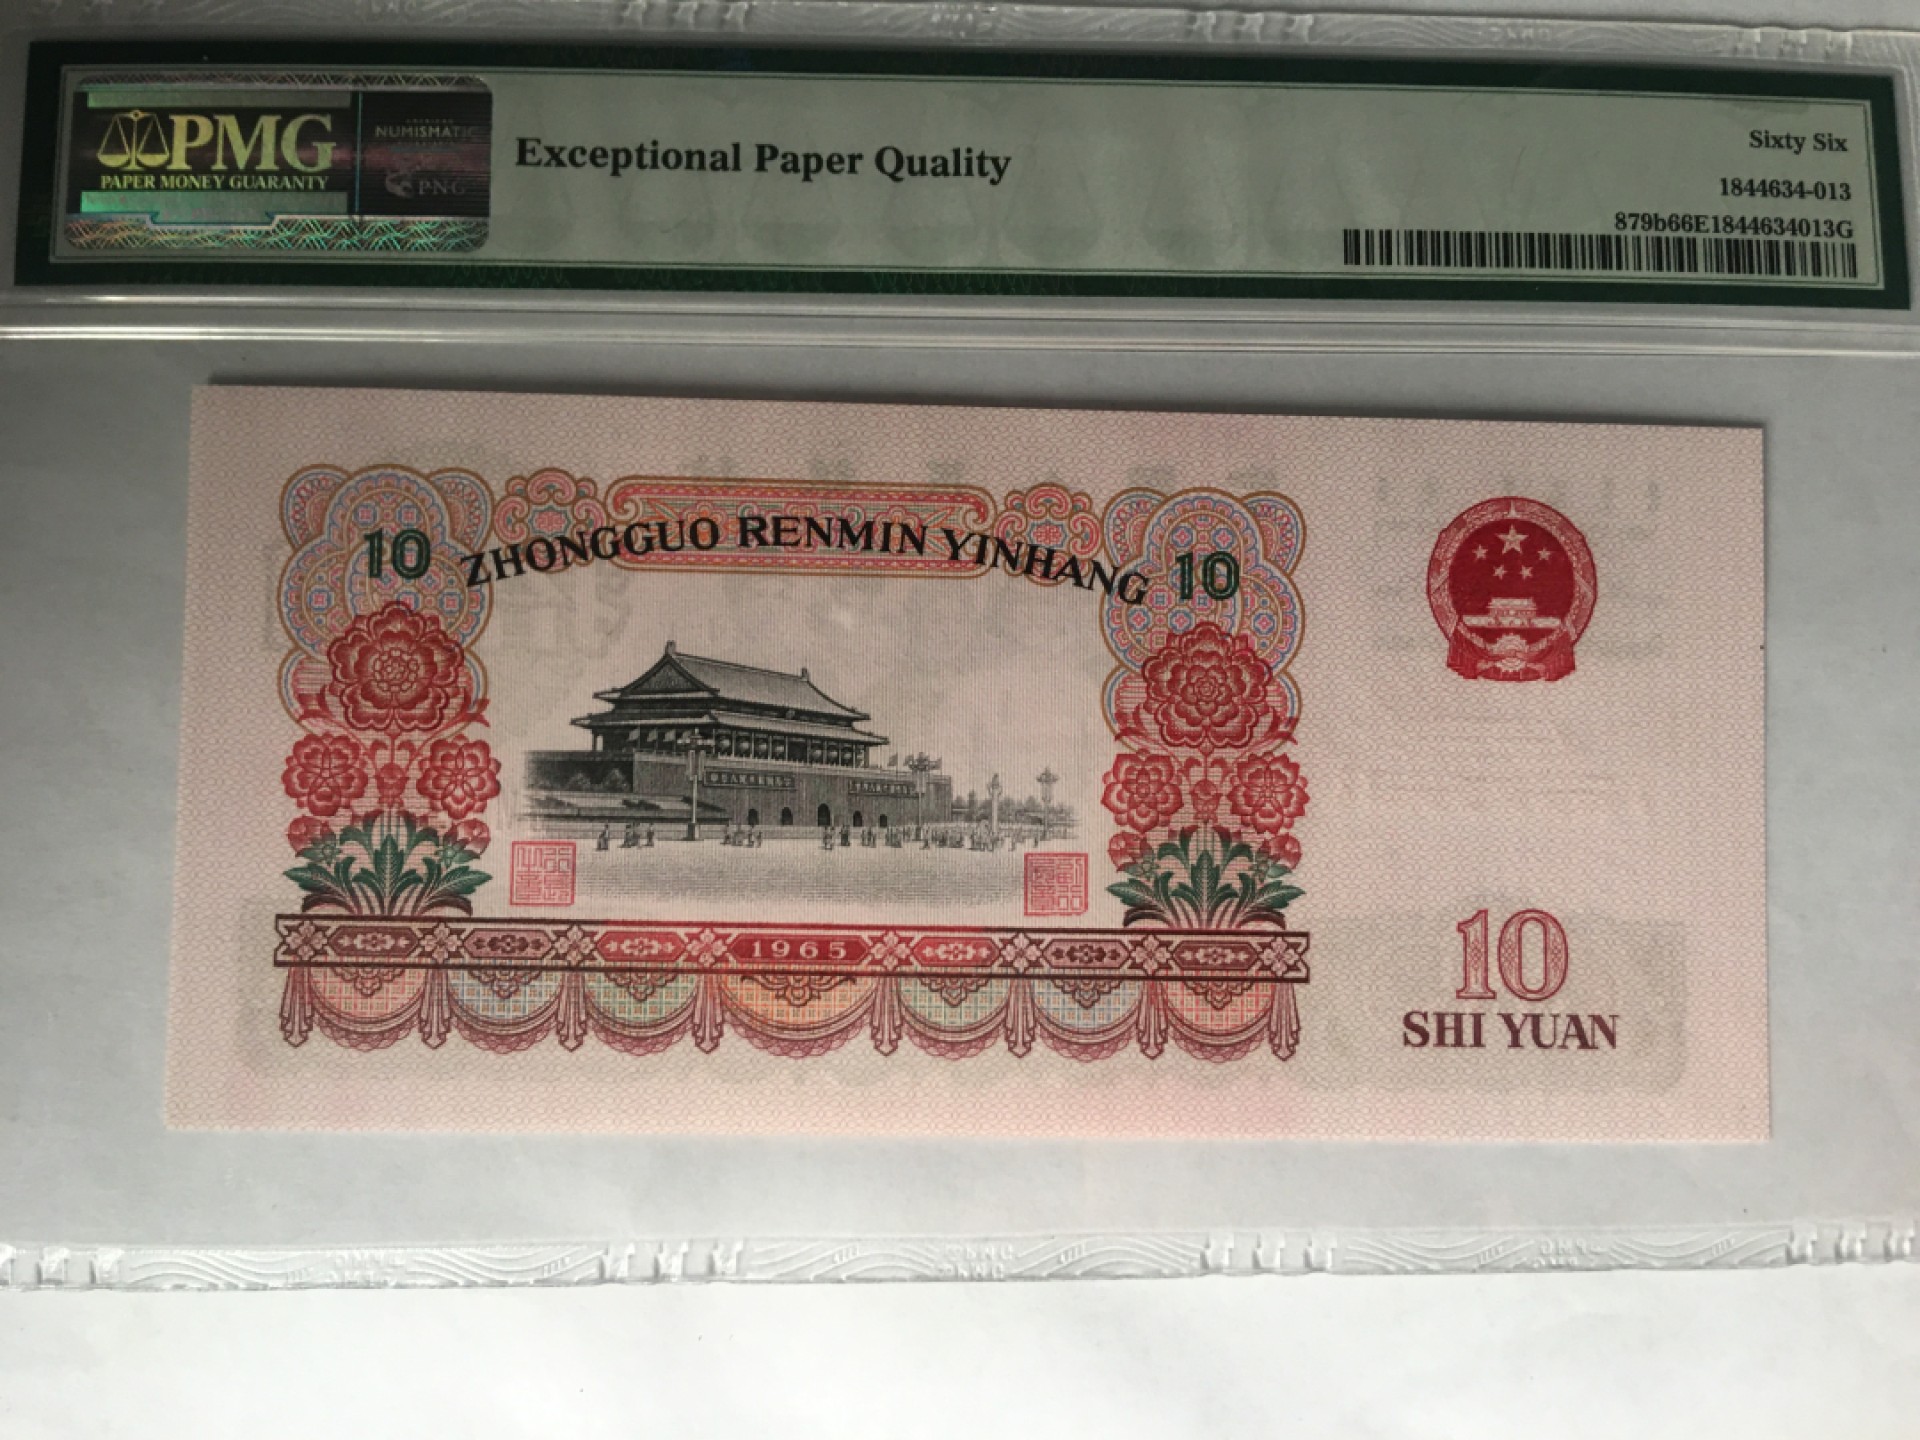 PMG
PAPER MONEY GUARANTY
NUMISMATIC
PNG
Exceptional Paper Quality
Sixty Six
1844634-013
879b66E1844634013G
10 ZHONGGUO RENMIN YINHANG 10
1965
10
SHI YUAN